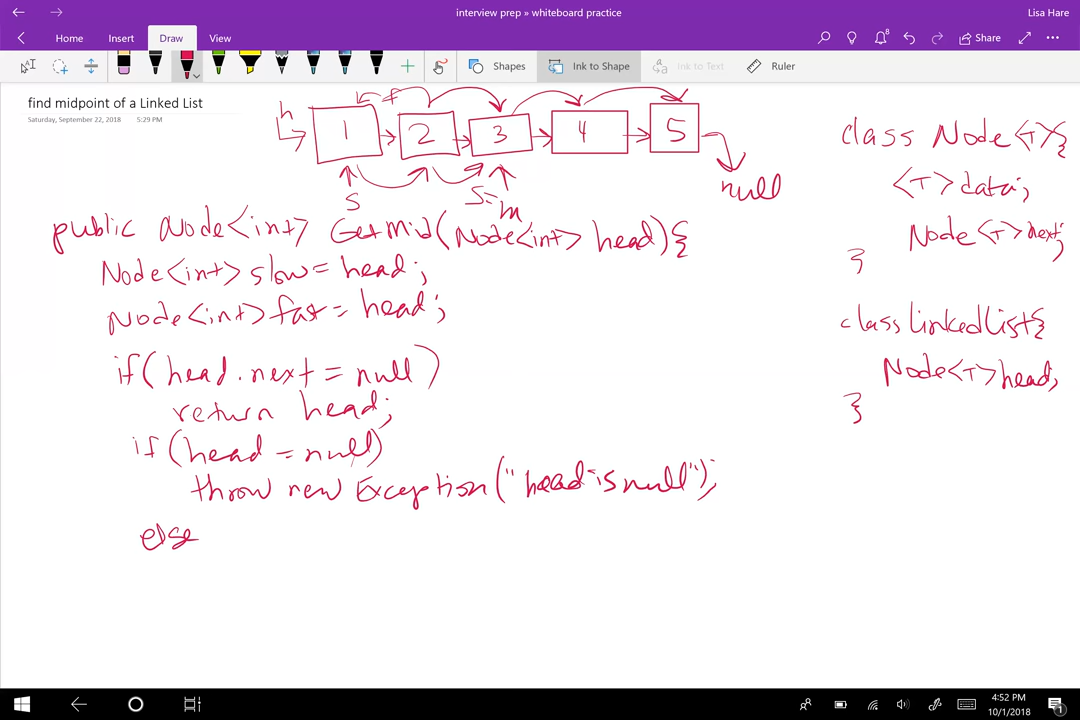 interview prep » whiteboard practice
Lisa Hare
Home Insert Draw View
8
Share
Shapes
Ink to Shape
Ink to Text
Ruler
find midpoint of a Linked List
Saturday, September 22, 2018 5:29 PM
h
f
1 2 3 4 5
null
s
s=m
public Node<int> GetMid(Node<int> head){
Node<int> slow = head;
Node<int> fast = head;
if(head.next = null)
return head;
if(head = null)
throw new Exception("head is null");
else
class Node<T>{
<T>data;
Node<T>next;
}
class linkedlist{
Node<T>head;
}
4:52 PM
10/1/2018
1